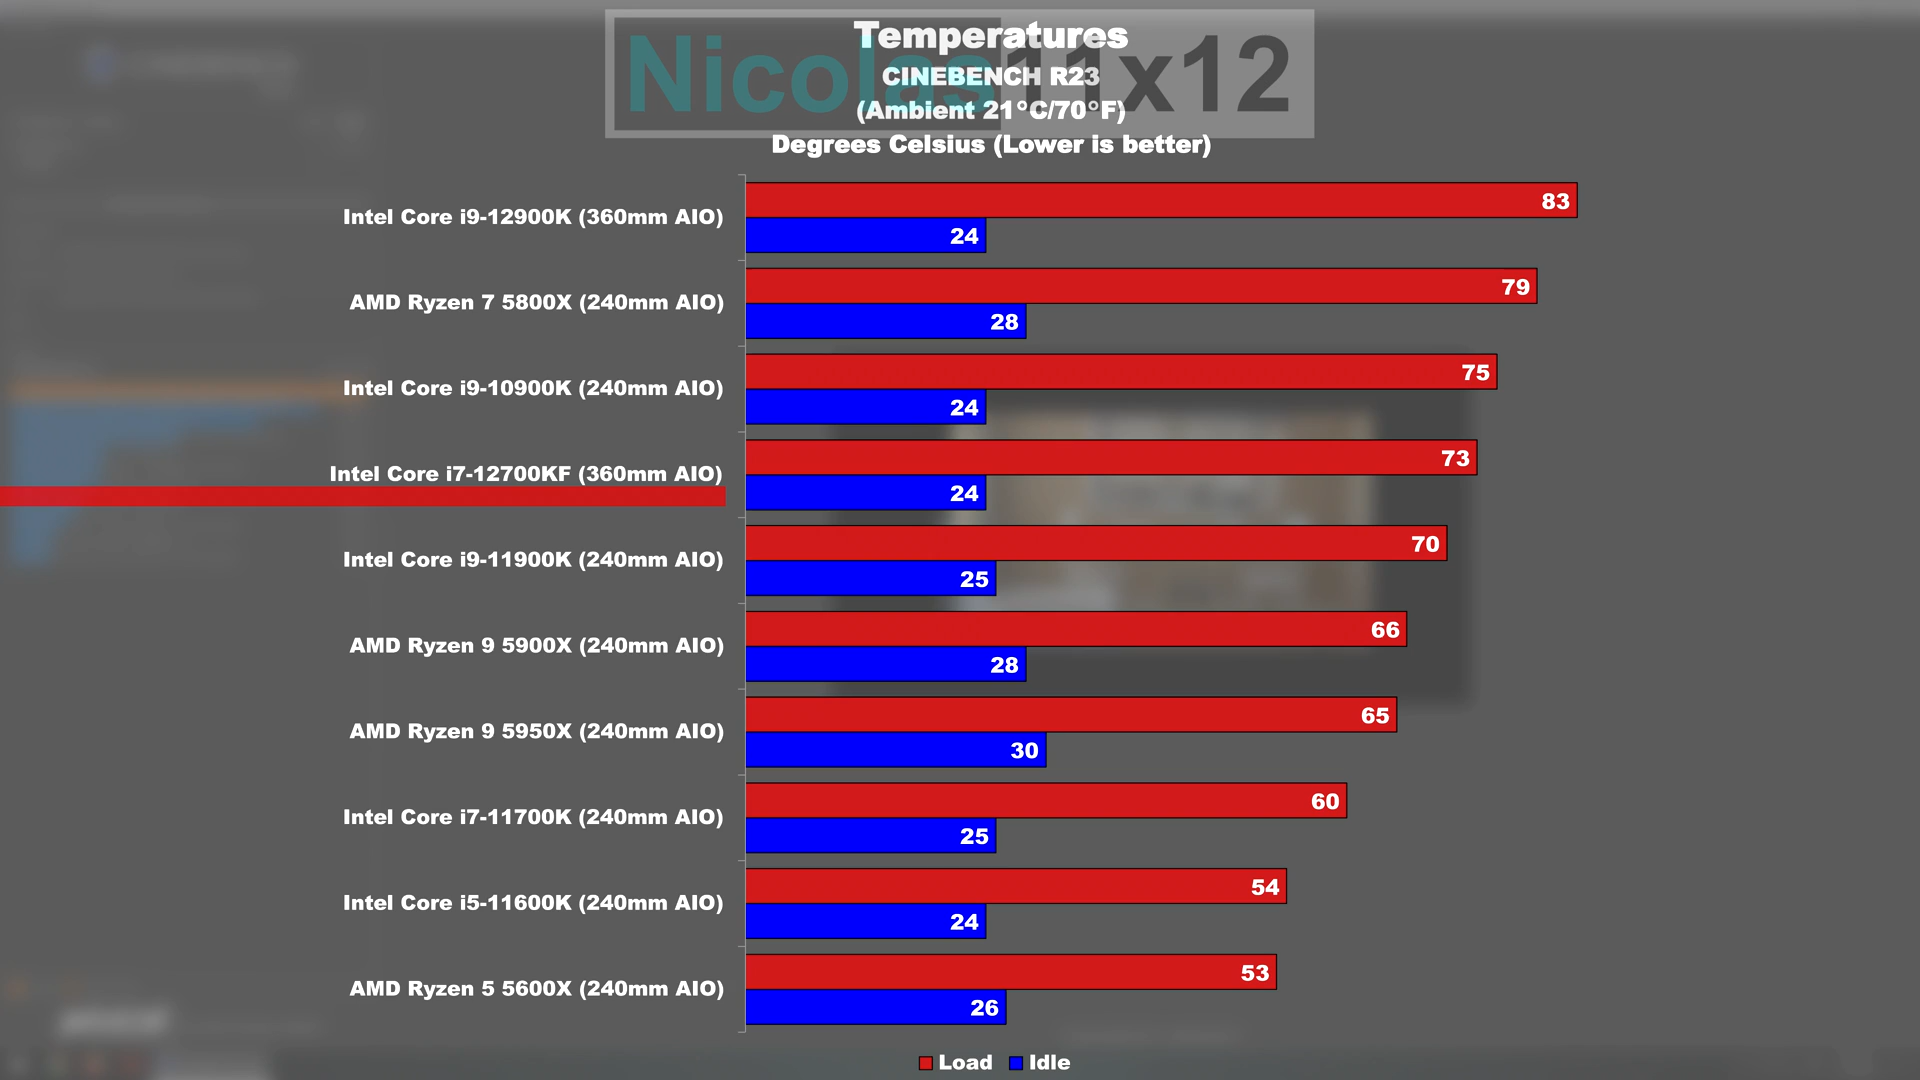 Nicolas11x12
Temperatures
CINEBENCH R23
(Ambient 21°C/70°F)
Degrees Celsius (Lower is better)
Intel Core i9-12900K (360mm AIO)
83
24
AMD Ryzen 7 5800X (240mm AIO)
79
28
Intel Core i9-10900K (240mm AIO)
75
24
Intel Core i7-12700KF (360mm AIO)
73
24
Intel Core i9-11900K (240mm AIO)
70
25
AMD Ryzen 9 5900X (240mm AIO)
66
28
AMD Ryzen 9 5950X (240mm AIO)
65
30
Intel Core i7-11700K (240mm AIO)
60
25
Intel Core i5-11600K (240mm AIO)
54
24
AMD Ryzen 5 5600X (240mm AIO)
53
26
Load Idle